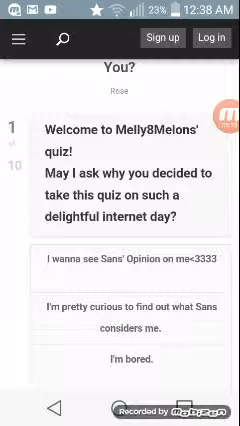 23% 12:38 AM
Sign up Log in
You?
Rose
1
of
10
Welcome to Melly8Melons'
quiz!
May I ask why you decided to
take this quiz on such a
delightful internet day?
I wanna see Sans' Opinion on me<3333
I'm pretty curious to find out what Sans
considers me.
I'm bored.
Recorded by Mobizen